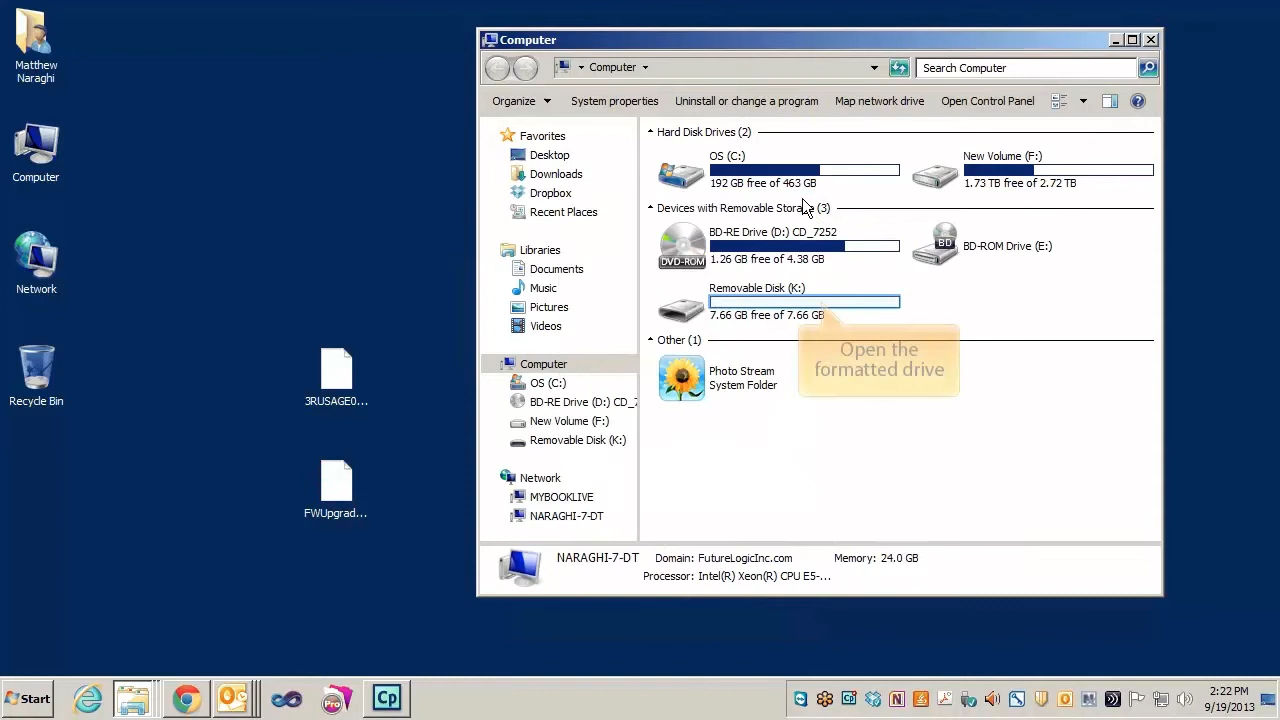 Matthew
Naraghi
Computer
Network
Recycle Bin
3RUSAGE0...
FWUpgrad...
Computer
Computer
Search Computer
Organize
System properties
Uninstall or change a program
Map network drive
Open Control Panel
Favorites
Desktop
Downloads
Dropbox
Recent Places
Libraries
Documents
Music
Pictures
Videos
Computer
OS (C:)
BD-RE Drive (D:) CD_7
New Volume (F:)
Removable Disk (K:)
Network
MYBOOKLIVE
NARAGHI-7-DT
Hard Disk Drives (2)
OS (C:)
192 GB free of 463 GB
New Volume (F:)
1.73 TB free of 2.72 TB
Devices with Removable Storage (3)
DVD-ROM
BD-RE Drive (D:) CD_7252
1.26 GB free of 4.38 GB
BD
BD-ROM Drive (E:)
Removable Disk (K:)
7.66 GB free of 7.66 GB
Open the
formatted drive
Other (1)
Photo Stream
System Folder
NARAGHI-7-DT
Domain: FutureLogicInc.com
Memory: 24.0 GB
Processor: Intel(R) Xeon(R) CPU E5-...
Start
Pro
Cp
2:22 PM
9/19/2013